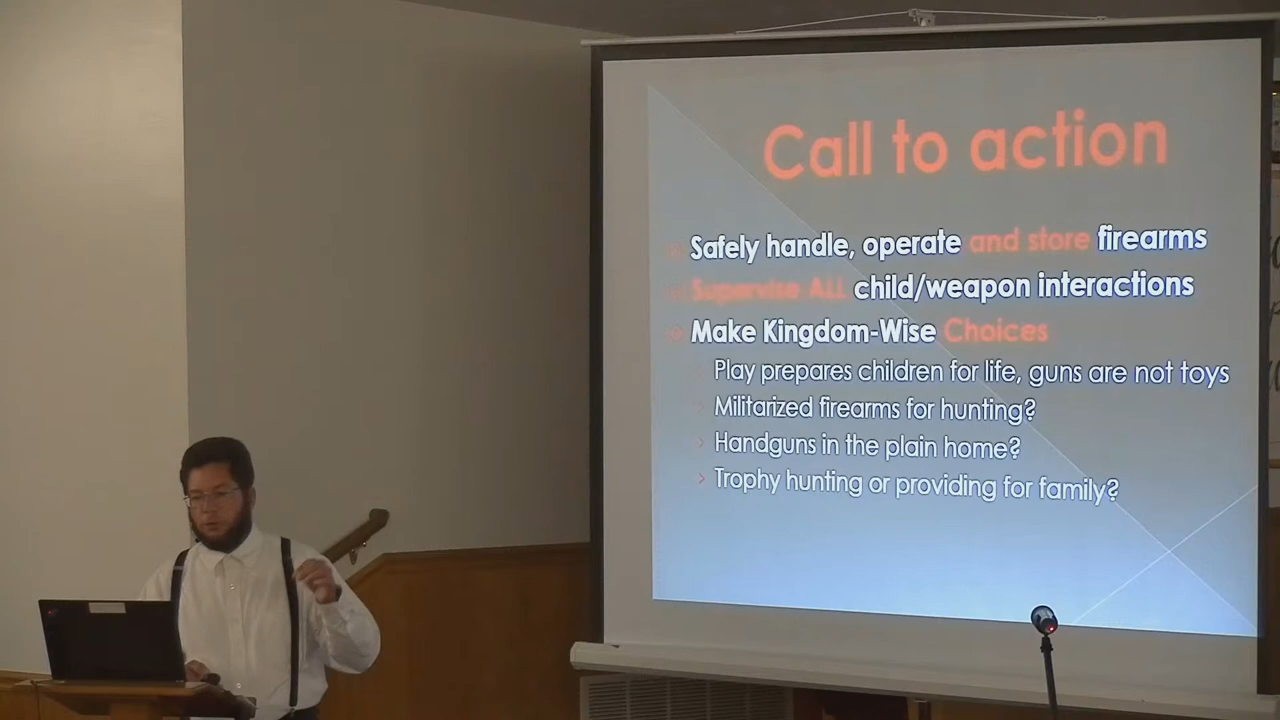 Call to action
Safely handle, operate and store firearms
Supervise ALL child/weapon interactions
Make Kingdom-Wise Choices
Play prepares children for life, guns are not toys
Militarized firearms for hunting?
Handguns in the plain home?
Trophy hunting or providing for family?